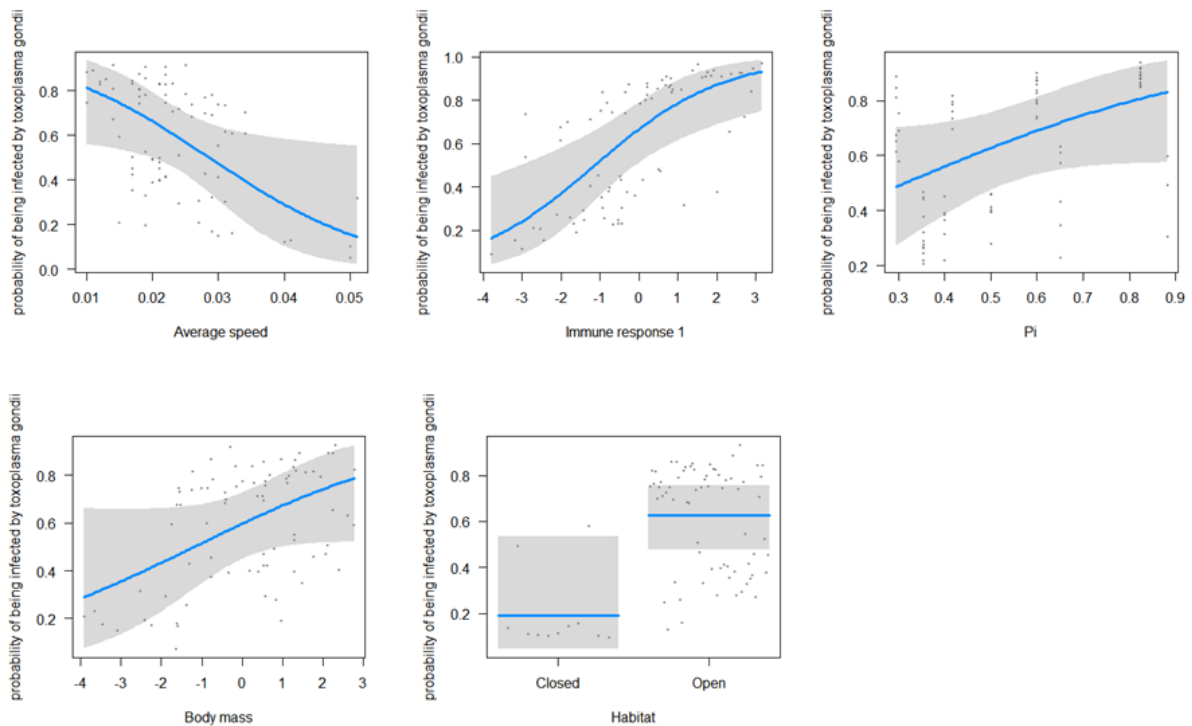 probability of being infected by toxoplasma gondii
0.8
0.6
0.4
0.2
0.0
0.01 0.02 0.03 0.04 0.05
Average speed
probability of being infected by toxoplasma gondii
1.0
0.8
0.6
0.4
0.2
-4 -3 -2 -1 0 1 2 3
Immune response 1
probability of being infected by toxoplasma gondii
0.8
0.6
0.4
0.2
0.3 0.4 0.5 0.6 0.7 0.8 0.9
Pi
probability of being infected by toxoplasma gondii
0.8
0.6
0.4
0.2
-4 -3 -2 -1 0 1 2 3
Body mass
probability of being infected by toxoplasma gondii
0.8
0.6
0.4
0.2
Closed Open
Habitat